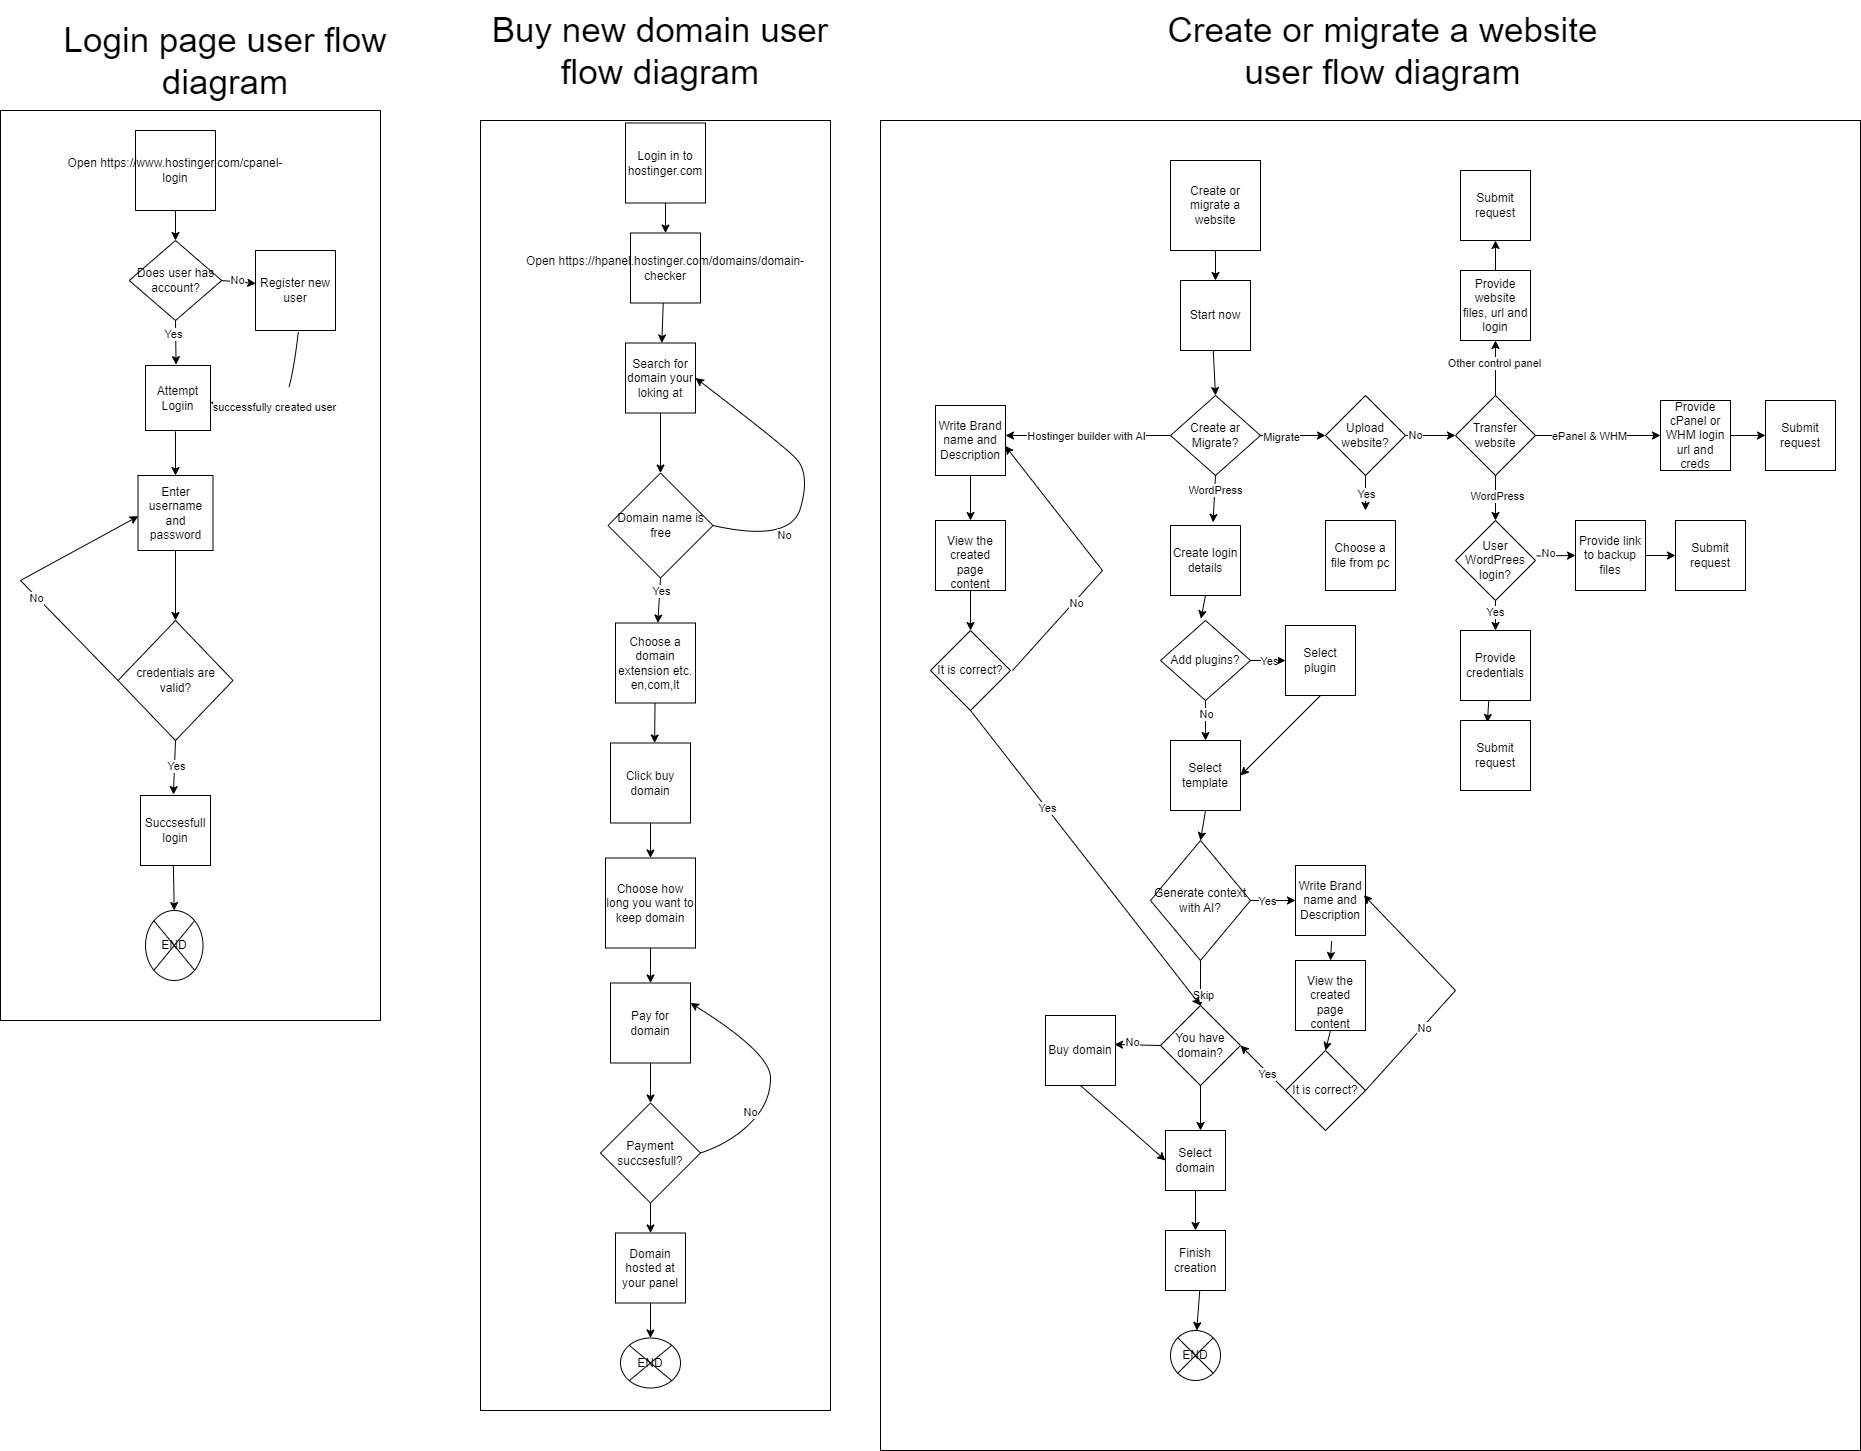 Login page user flow
diagram
Open https://www.hostinger.com/cpanel-
login
Does user has
account?
No
Register new
user
Yes
Attempt
Logiin
successfully created user
Enter
username
and
password
No
credentials are
valid?
Yes
Succsesfull
login
END
Buy new domain user
flow diagram
Login in to
hostinger.com
Open https://hpanel.hostinger.com/domains/domain-
checker
Search for
domain your
loking at
Domain name is
free
No
Yes
Choose a
domain
extension etc.
en,com,lt
Click buy
domain
Choose how
long you want to
keep domain
Pay for
domain
No
Payment
succsesfull?
Domain
hosted at
your panel
END
Create or migrate a website
user flow diagram
Create or
migrate a
website
Start now
Create ar
Migrate?
Hostinger builder with AI
Write Brand
name and
Description
View the
created
page
content
It is correct?
No
Yes
Migrate
Upload
website?
Yes
Choose a
file from pc
No
Transfer
website
Other control panel
Provide
website
files, url and
login
Submit
request
ePanel & WHM
Provide
cPanel or
WHM login
url and
creds
Submit
request
WordPress
User
WordPrees
login?
No
Provide link
to backup
files
Submit
request
Yes
Provide
credentials
Submit
request
WordPress
Create login
details
Add plugins?
Yes
Select
plugin
No
Select
template
Generate context
with AI?
Yes
Write Brand
name and
Description
View the
created
page
content
It is correct?
No
Yes
Skip
You have
domain?
No
Buy domain
Select
domain
Finish
creation
END